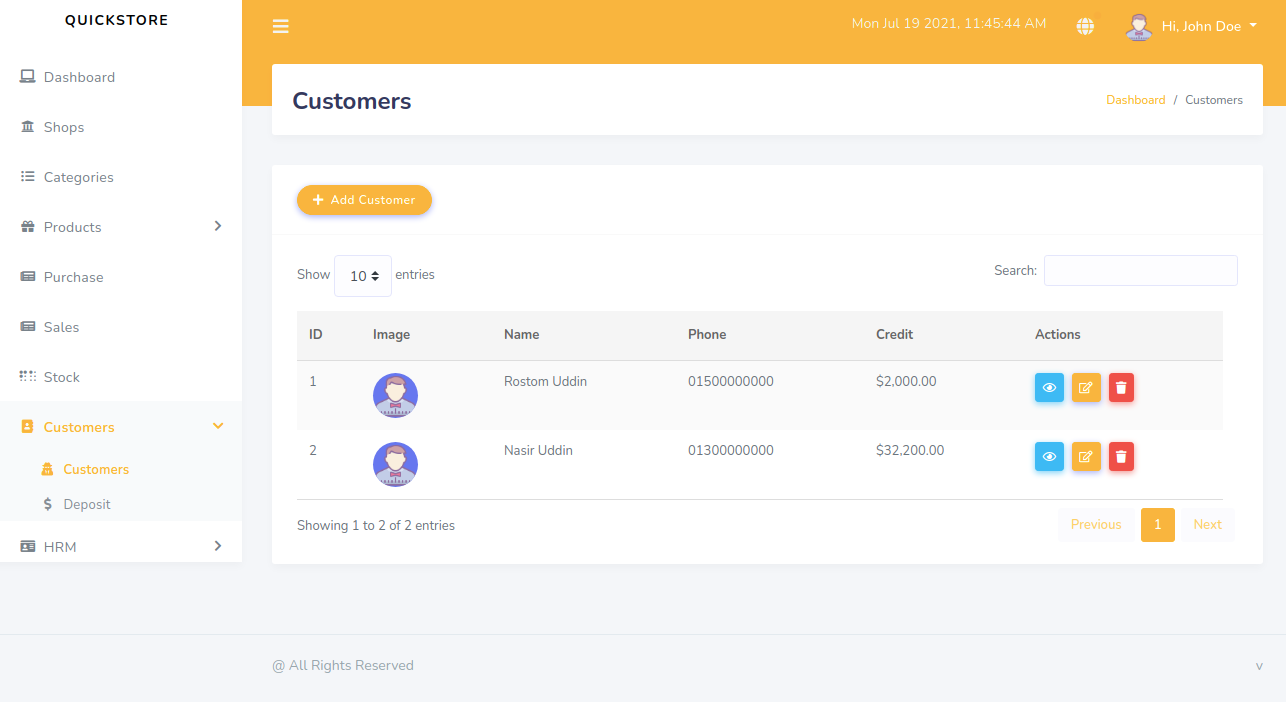 QUICKSTORE
Mon Jul 19 2021, 11:45:44 AM
Hi, John Doe
Dashboard
Shops
Categories
Products
Purchase
Sales
Stock
Customers
Customers
Deposit
HRM
Customers
Dashboard / Customers
Add Customer
Show 10 entries
Search:
ID Image Name Phone Credit Actions
1 Rostom Uddin 01500000000 $2,000.00
2 Nasir Uddin 01300000000 $32,200.00
Showing 1 to 2 of 2 entries
Previous 1 Next
@ All Rights Reserved
v